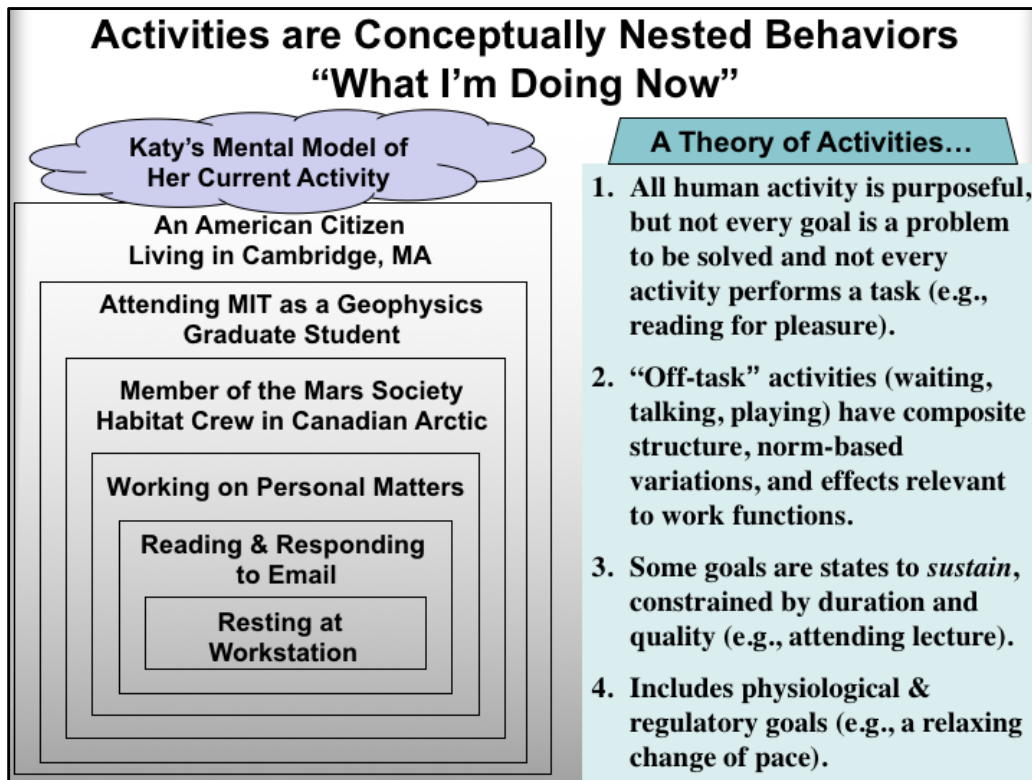 Activities are Conceptually Nested Behaviors
“What I’m Doing Now”
Katy’s Mental Model of
Her Current Activity
An American Citizen
Living in Cambridge, MA
Attending MIT as a Geophysics
Graduate Student
Member of the Mars Society
Habitat Crew in Canadian Arctic
Working on Personal Matters
Reading & Responding
to Email
Resting at
Workstation
A Theory of Activities…
1. All human activity is purposeful,
but not every goal is a problem
to be solved and not every
activity performs a task (e.g.,
reading for pleasure).
2. “Off-task” activities (waiting,
talking, playing) have composite
structure, norm-based
variations, and effects relevant
to work functions.
3. Some goals are states to sustain,
constrained by duration and
quality (e.g., attending lecture).
4. Includes physiological &
regulatory goals (e.g., a relaxing
change of pace).